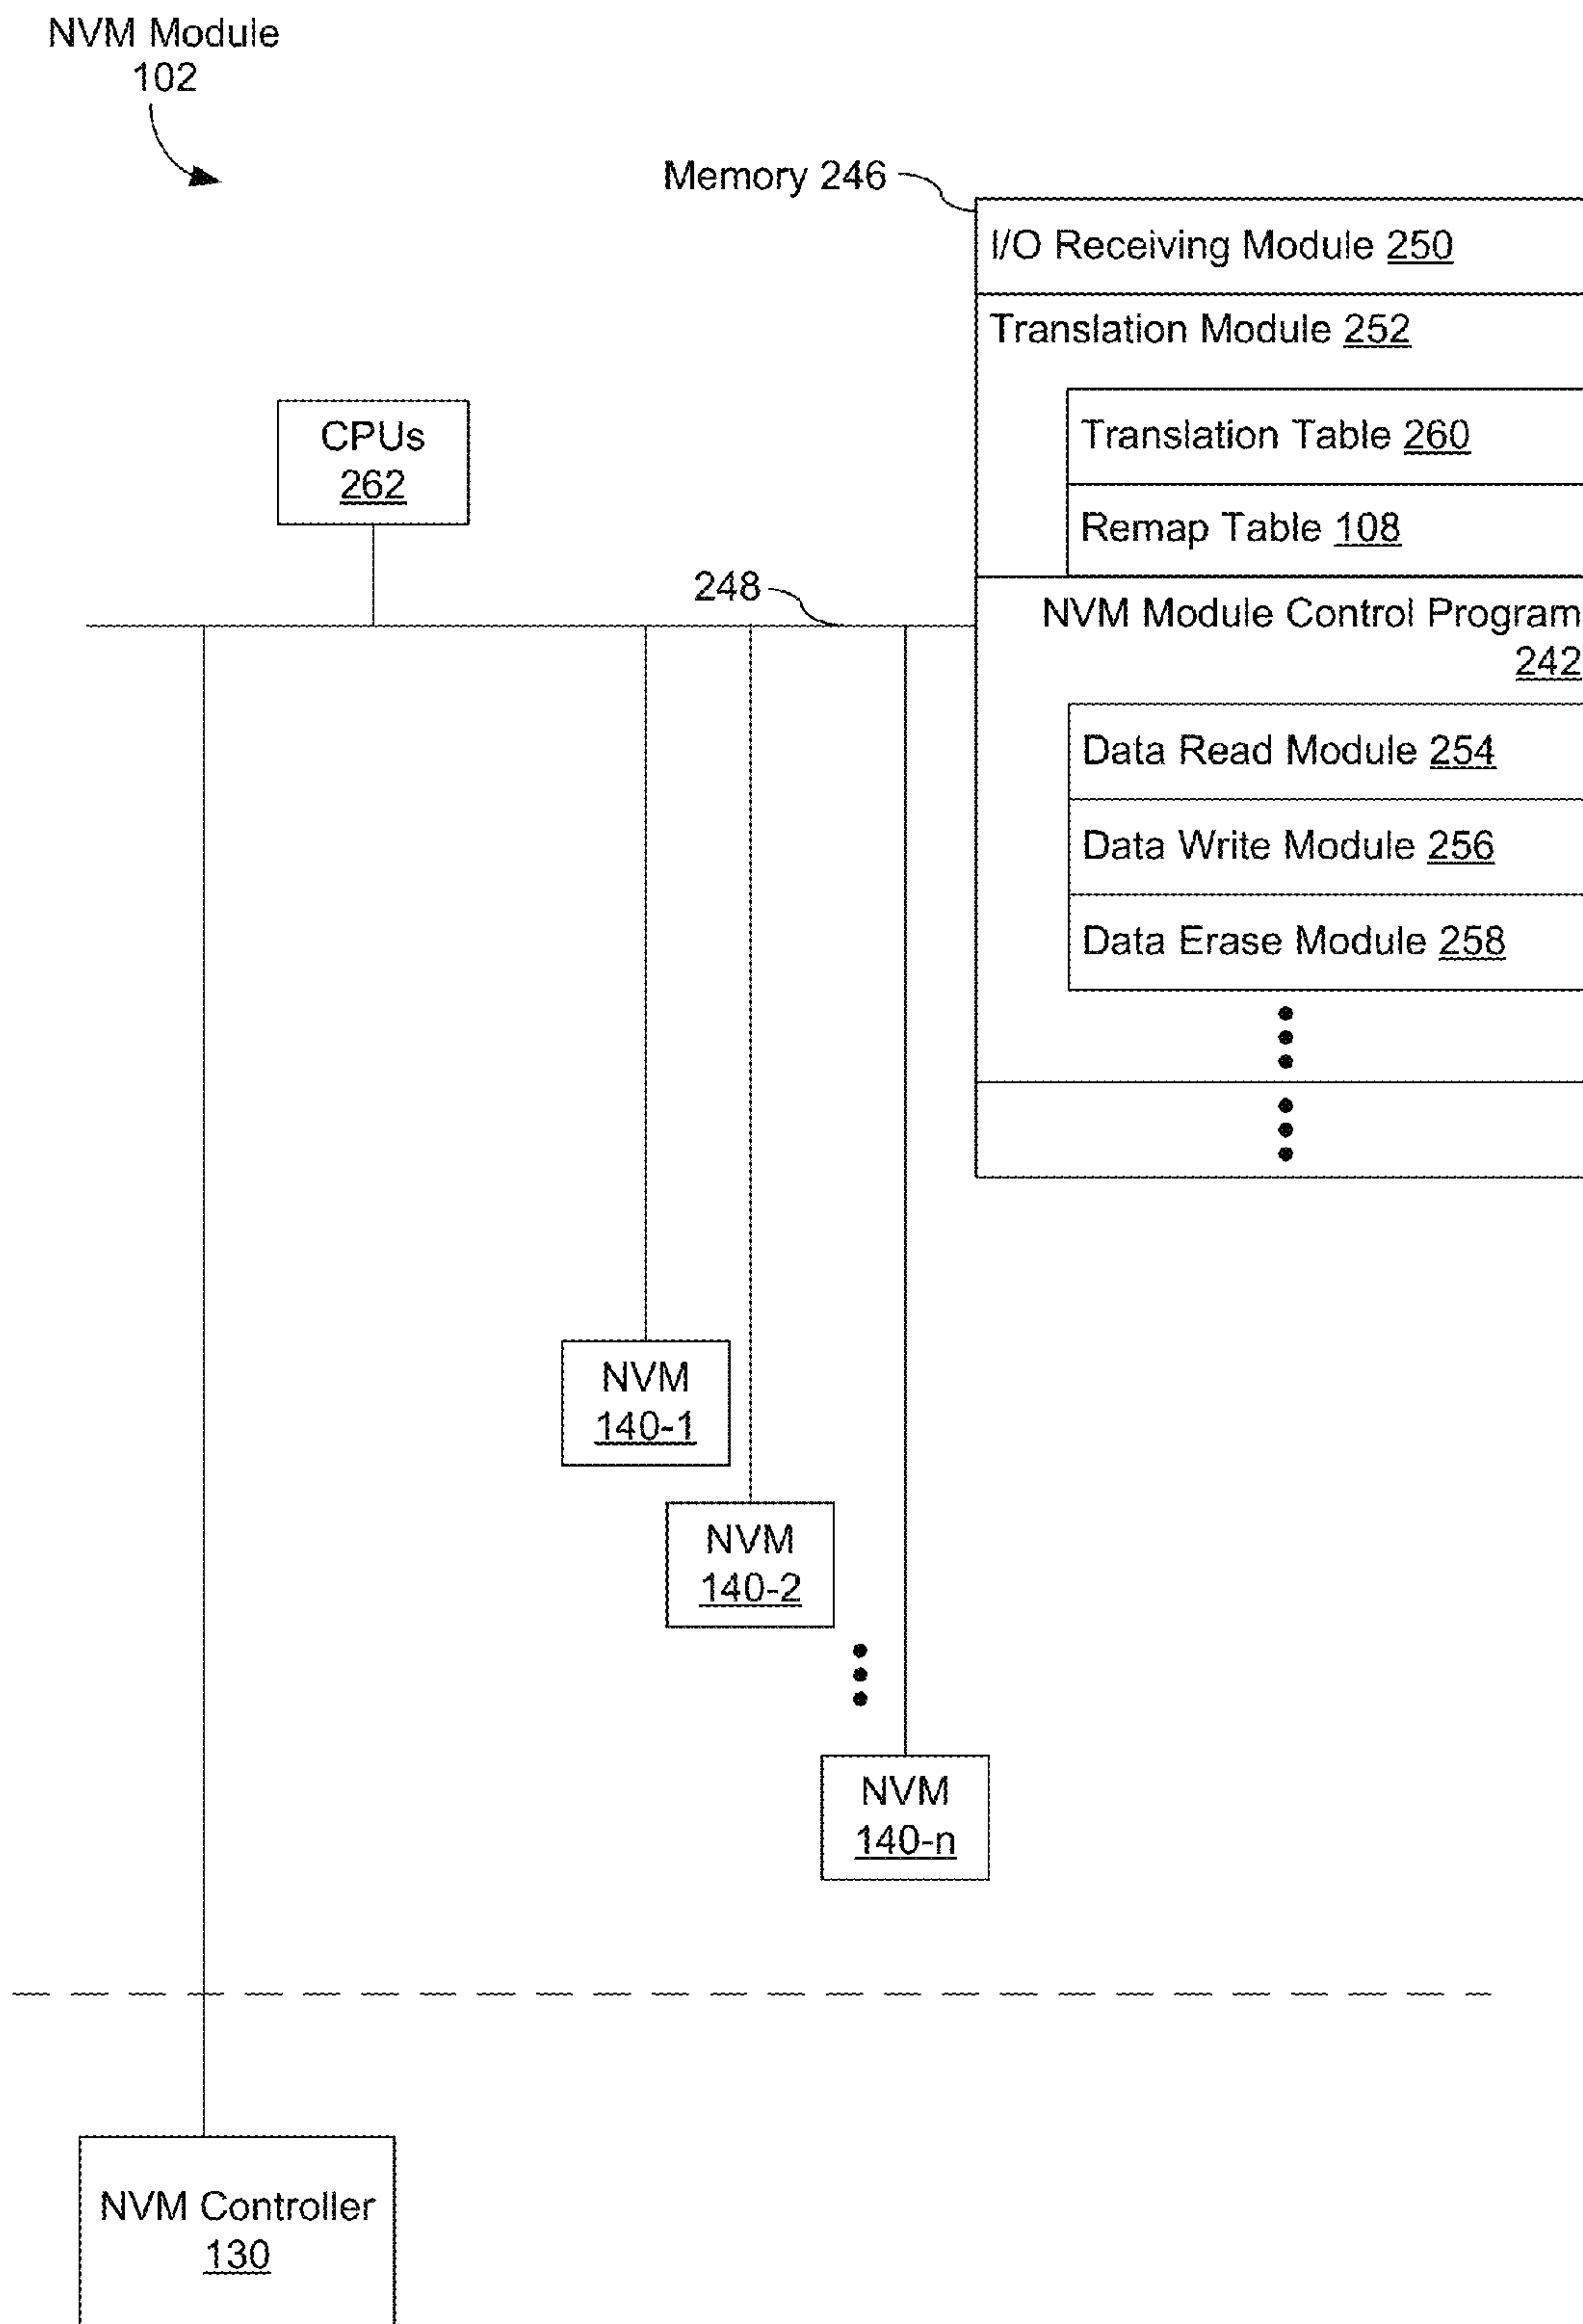 NVM Module
102
Memory 246
I/O Receiving Module 250
Translation Module 252
Translation Table 260
Remap Table 108
CPUs
262
248
NVM Module Control Program
242
Data Read Module 254
Data Write Module 256
Data Erase Module 258
NVM
140-1
NVM
140-2
NVM
140-n
NVM Controller
130